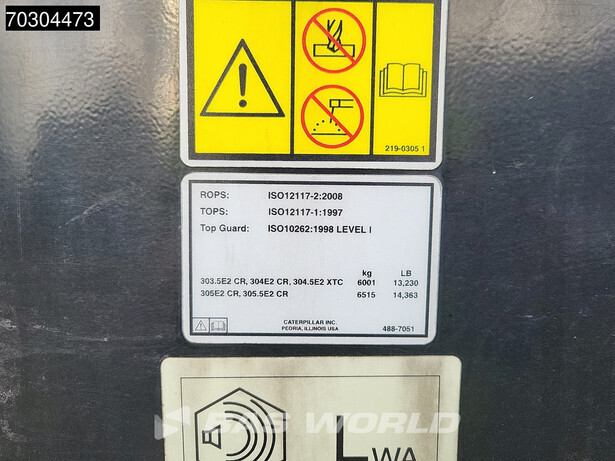 70304473
219-0305 1
ROPS: ISO12117-2:2008
TOPS: ISO12117-1:1997
Top Guard: ISO10262:1998 LEVEL I
kg LB
303.5E2 CR, 304E2 CR, 304.5E2 XTC 6001 13,230
305E2 CR, 305.5E2 CR 6515 14,363
CATERPILLAR INC.
PEORIA, ILLINOIS USA
488-7051
BAS WORLD
LWA